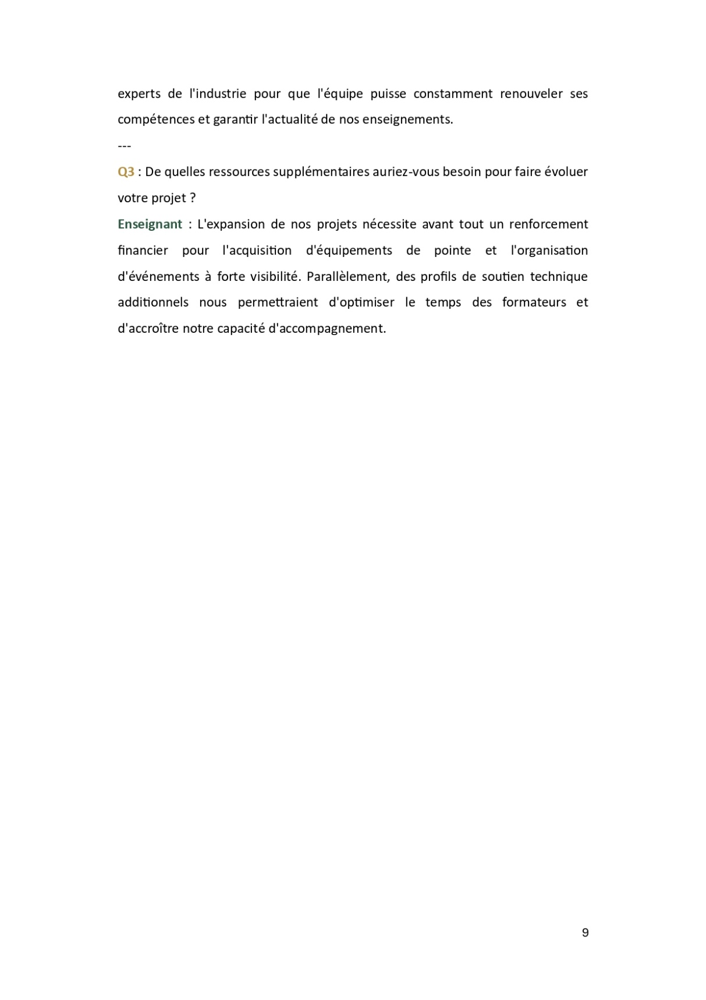 experts de l'industrie pour que l'équipe puisse constamment renouveler ses
compétences et garantir l'actualité de nos enseignements.
---
Q3 : De quelles ressources supplémentaires auriez-vous besoin pour faire évoluer
votre projet ?
Enseignant : L'expansion de nos projets nécessite avant tout un renforcement
financier pour l'acquisition d'équipements de pointe et l'organisation
d'événements à forte visibilité. Parallèlement, des profils de soutien technique
additionnels nous permettraient d'optimiser le temps des formateurs et
d'accroître notre capacité d'accompagnement.
9